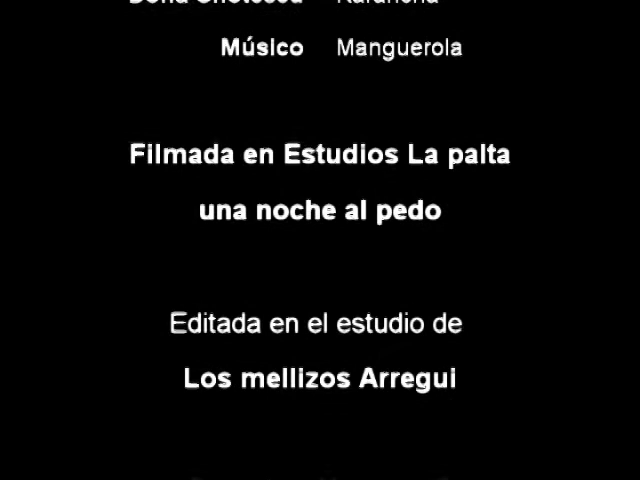 Músico Manguerola
Filmada en Estudios La palta
una noche al pedo
Editada en el estudio de
Los mellizos Arregui